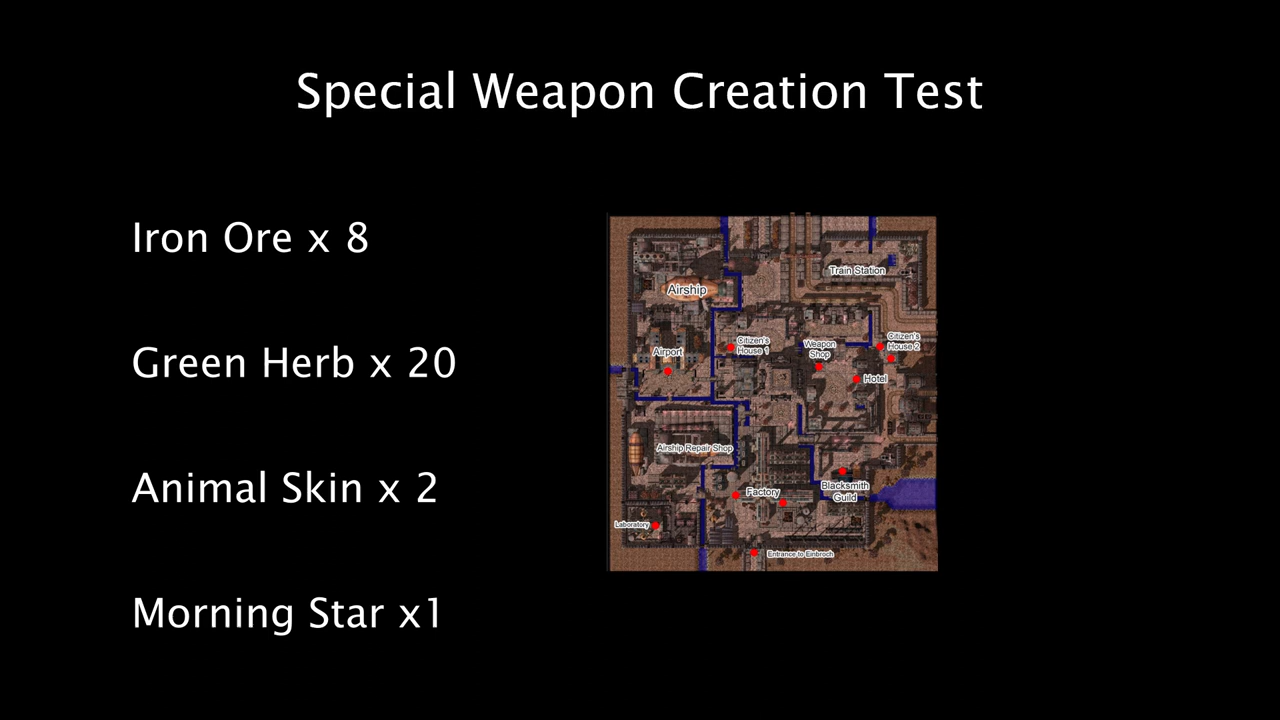 Special Weapon Creation Test
Iron Ore x 8
Green Herb x 20
Animal Skin x 2
Morning Star x1
Train Station
Airship
Citizen's
House 1
Weapon
Shop
Citizen's
House 2
Airport
Hotel
Airship Repair Shop
Factory
Blacksmith
Guild
Laboratory
Entrance to Einbroch